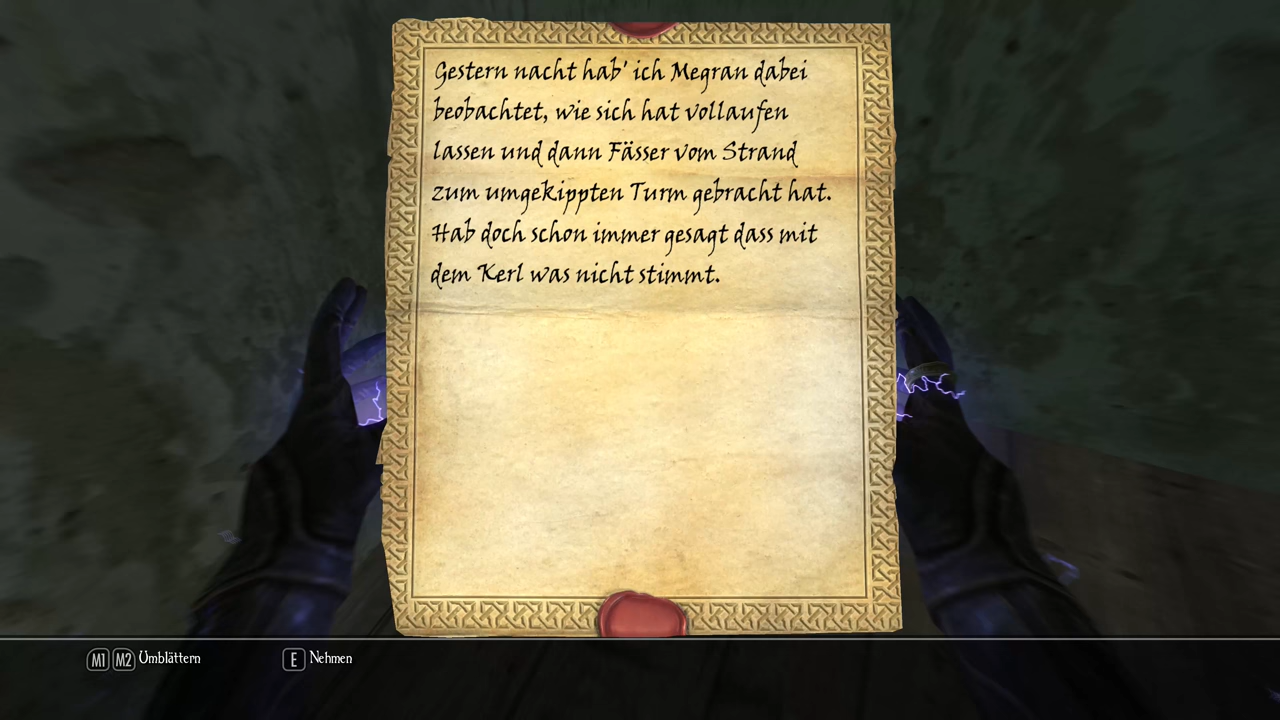 Gestern nacht hab' ich Megran dabei
beobachtet, wie sich hat vollaufen
lassen und dann Fässer vom Strand
zum umgekippten Turm gebracht hat.
Hab doch schon immer gesagt dass mit
dem Kerl was nicht stimmt.
M1 M2 Umblättern
E Nehmen